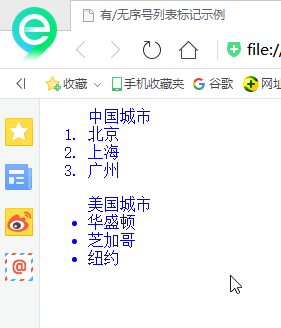 有/无序号列表标记示例
file:/
收藏 手机收藏夹 谷歌 网址
中国城市
1. 北京
2. 上海
3. 广州
美国城市
• 华盛顿
• 芝加哥
• 纽约